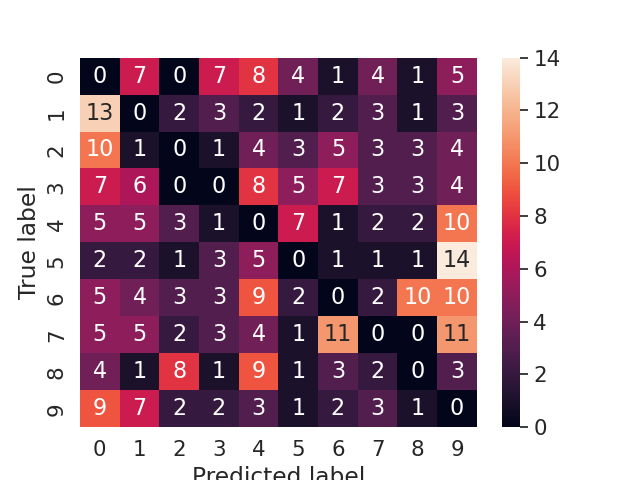 0 0 7 0 7 8 4 1 4 1 5
1 13 0 2 3 2 1 2 3 1 3
2 10 1 0 1 4 3 5 3 3 4
3 7 6 0 0 8 5 7 3 3 4
4 5 5 3 1 0 7 1 2 2 10
5 2 2 1 3 5 0 1 1 1 14
6 5 4 3 3 9 2 0 2 10 10
7 5 5 2 3 4 1 11 0 0 11
8 4 1 8 1 9 1 3 2 0 3
9 9 7 2 2 3 1 2 3 1 0
0 1 2 3 4 5 6 7 8 9
Predicted label
True label
14
12
10
8
6
4
2
0